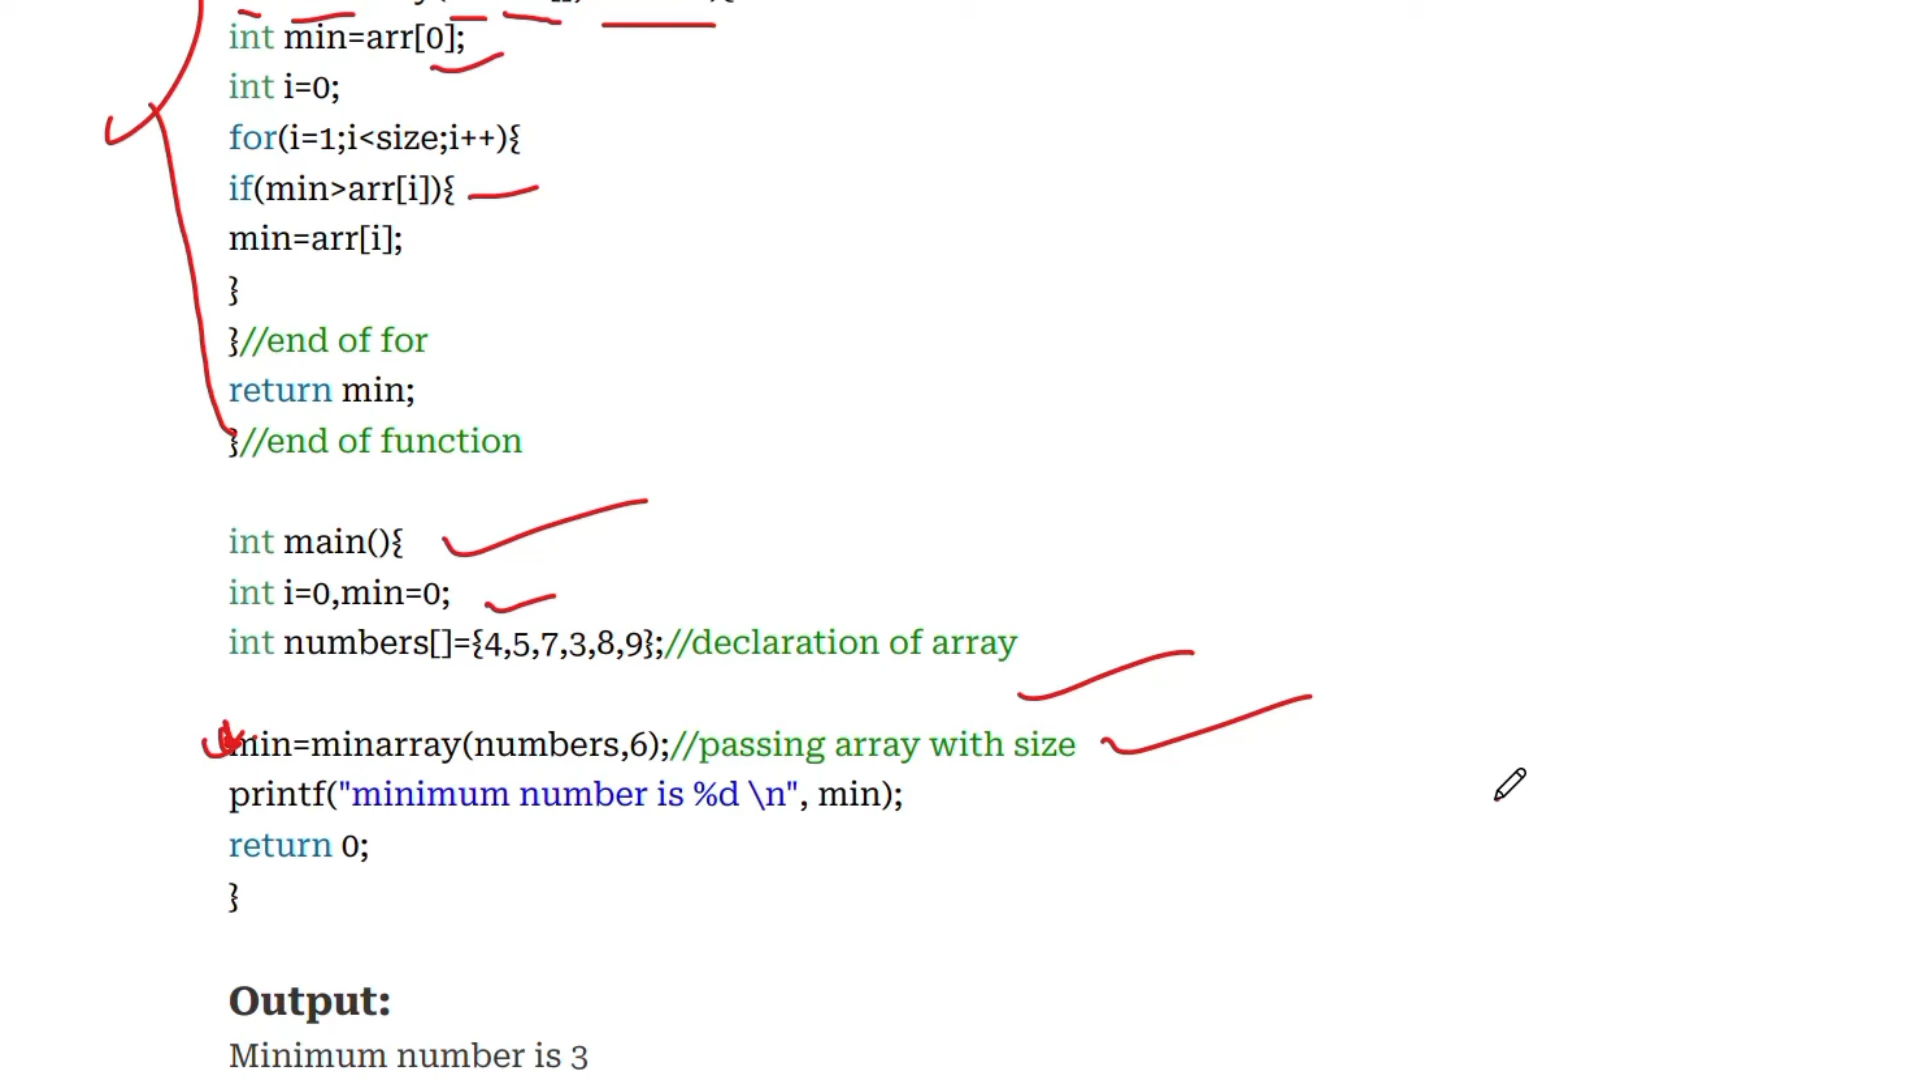 int min=arr[0];
int i=0;
for(i=1;i<size;i++){
if(min>arr[i]){
min=arr[i];
}
}//end of for
return min;
}//end of function
int main(){
int i=0,min=0;
int numbers[]={4,5,7,3,8,9};//declaration of array
min=minarray(numbers,6);//passing array with size
printf("minimum number is %d \n", min);
return 0;
}
Output:
Minimum number is 3